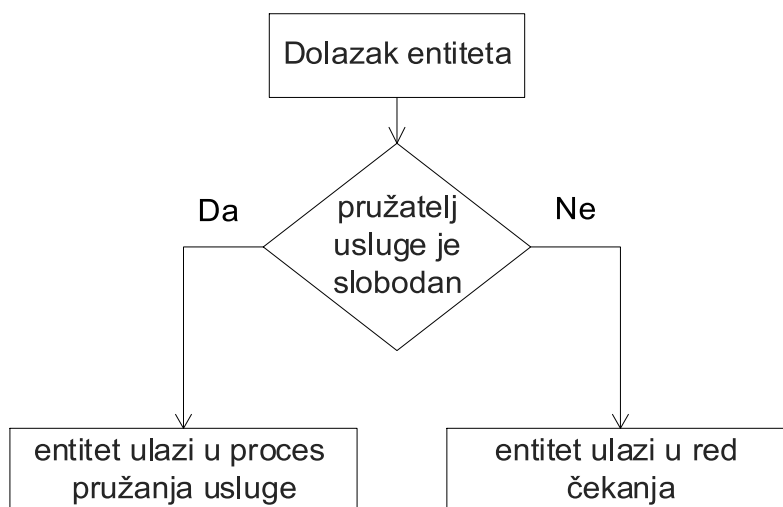 Dolazak entiteta
Da
pružatelj
usluge je
slobodan
Ne
entitet ulazi u proces
pružanja usluge
entitet ulazi u red
čekanja